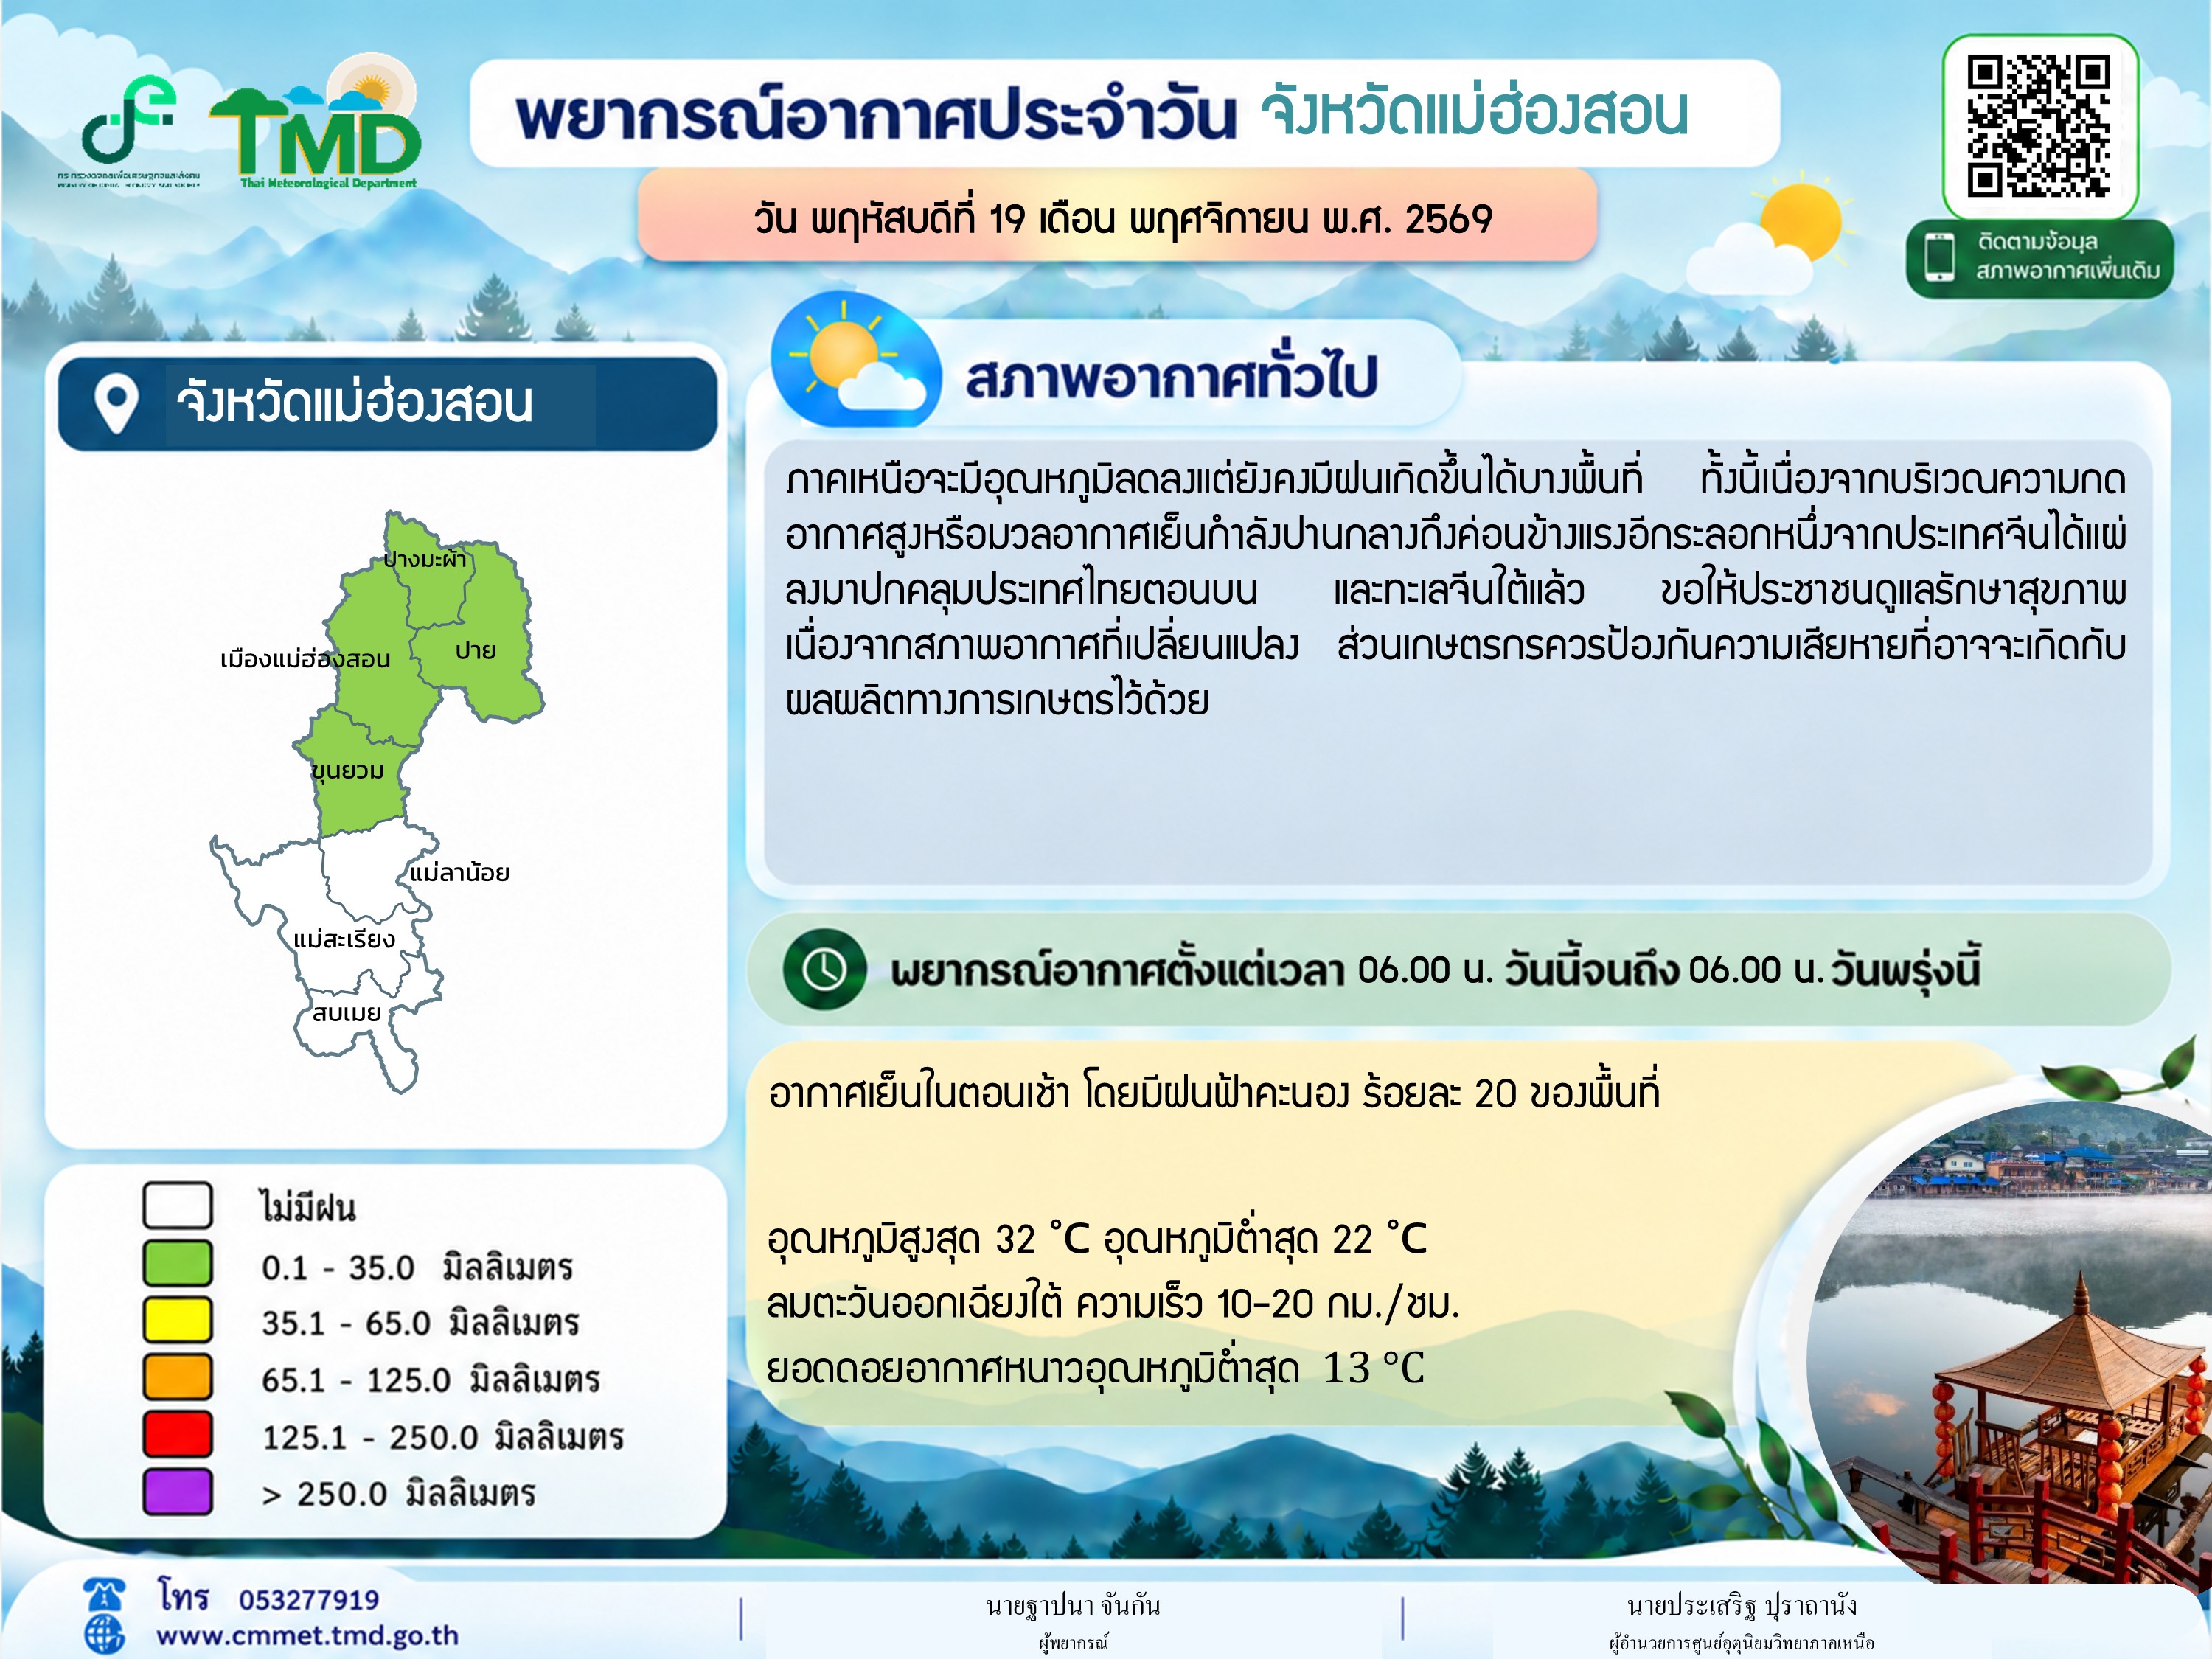 กระทรวงดิจิทัลเพื่อเศรษฐกิจและสังคม
MINISTRY OF DIGITAL ECONOMY AND SOCIETY
TMD
Thai Meteorological Department
พยากรณ์อากาศประจำวัน จังหวัดแม่ฮ่องสอน
วัน พฤหัสบดีที่ 19 เดือน พฤศจิกายน พ.ศ. 2569
ติดตามข้อมูล
สภาพอากาศเพิ่มเติม
จังหวัดแม่ฮ่องสอน
ปางมะผ้า
ปาย
เมืองแม่ฮ่องสอน
ขุนยวม
แม่ลาน้อย
แม่สะเรียง
สบเมย
ไม่มีฝน
0.1 - 35.0 มิลลิเมตร
35.1 - 65.0 มิลลิเมตร
65.1 - 125.0 มิลลิเมตร
125.1 - 250.0 มิลลิเมตร
> 250.0 มิลลิเมตร
สภาพอากาศทั่วไป
ภาคเหนือจะมีอุณหภูมิลดลงแต่ยังคงมีฝนเกิดขึ้นได้บางพื้นที่ ทั้งนี้เนื่องจากบริเวณความกด
อากาศสูงหรือมวลอากาศเย็นกำลังปานกลางถึงค่อนข้างแรงอีกระลอกหนึ่งจากประเทศจีนได้แผ่
ลงมาปกคลุมประเทศไทยตอนบน และทะเลจีนใต้แล้ว ขอให้ประชาชนดูแลรักษาสุขภาพ
เนื่องจากสภาพอากาศที่เปลี่ยนแปลง ส่วนเกษตรกรควรป้องกันความเสียหายที่อาจจะเกิดกับ
ผลผลิตทางการเกษตรไว้ด้วย
พยากรณ์อากาศตั้งแต่เวลา 06.00 น. วันนี้จนถึง 06.00 น. วันพรุ่งนี้
อากาศเย็นในตอนเช้า โดยมีฝนฟ้าคะนอง ร้อยละ 20 ของพื้นที่
อุณหภูมิสูงสุด 32 °C อุณหภูมิต่ำสุด 22 °C
ลมตะวันออกเฉียงใต้ ความเร็ว 10-20 กม./ชม.
ยอดดอยอากาศหนาวอุณหภูมิต่ำสุด 13 °C
โทร 053277919
www.cmmet.tmd.go.th
นายฐาปนา จันกัน
ผู้พยากรณ์
นายประเสริฐ ปุราถานัง
ผู้อำนวยการศูนย์อุตุนิยมวิทยาภาคเหนือ